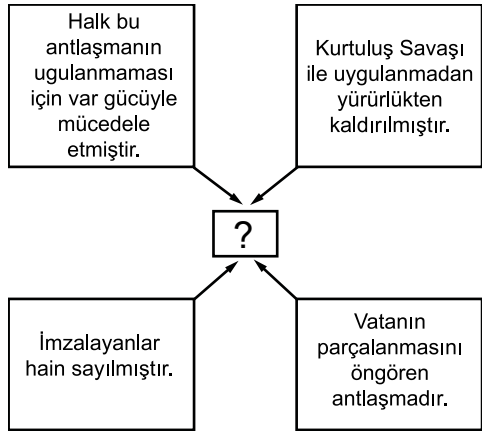 Halk bu
antlaşmanın
ugulanmaması
için var gücüyle
mücedele
etmiştir.
Kurtuluş Savaşı
ile uygulanmadan
yürürlükten
kaldırılmıştır.
?
İmzalayanlar
hain sayılmıştır.
Vatanın
parçalanmasını
öngören
antlaşmadır.